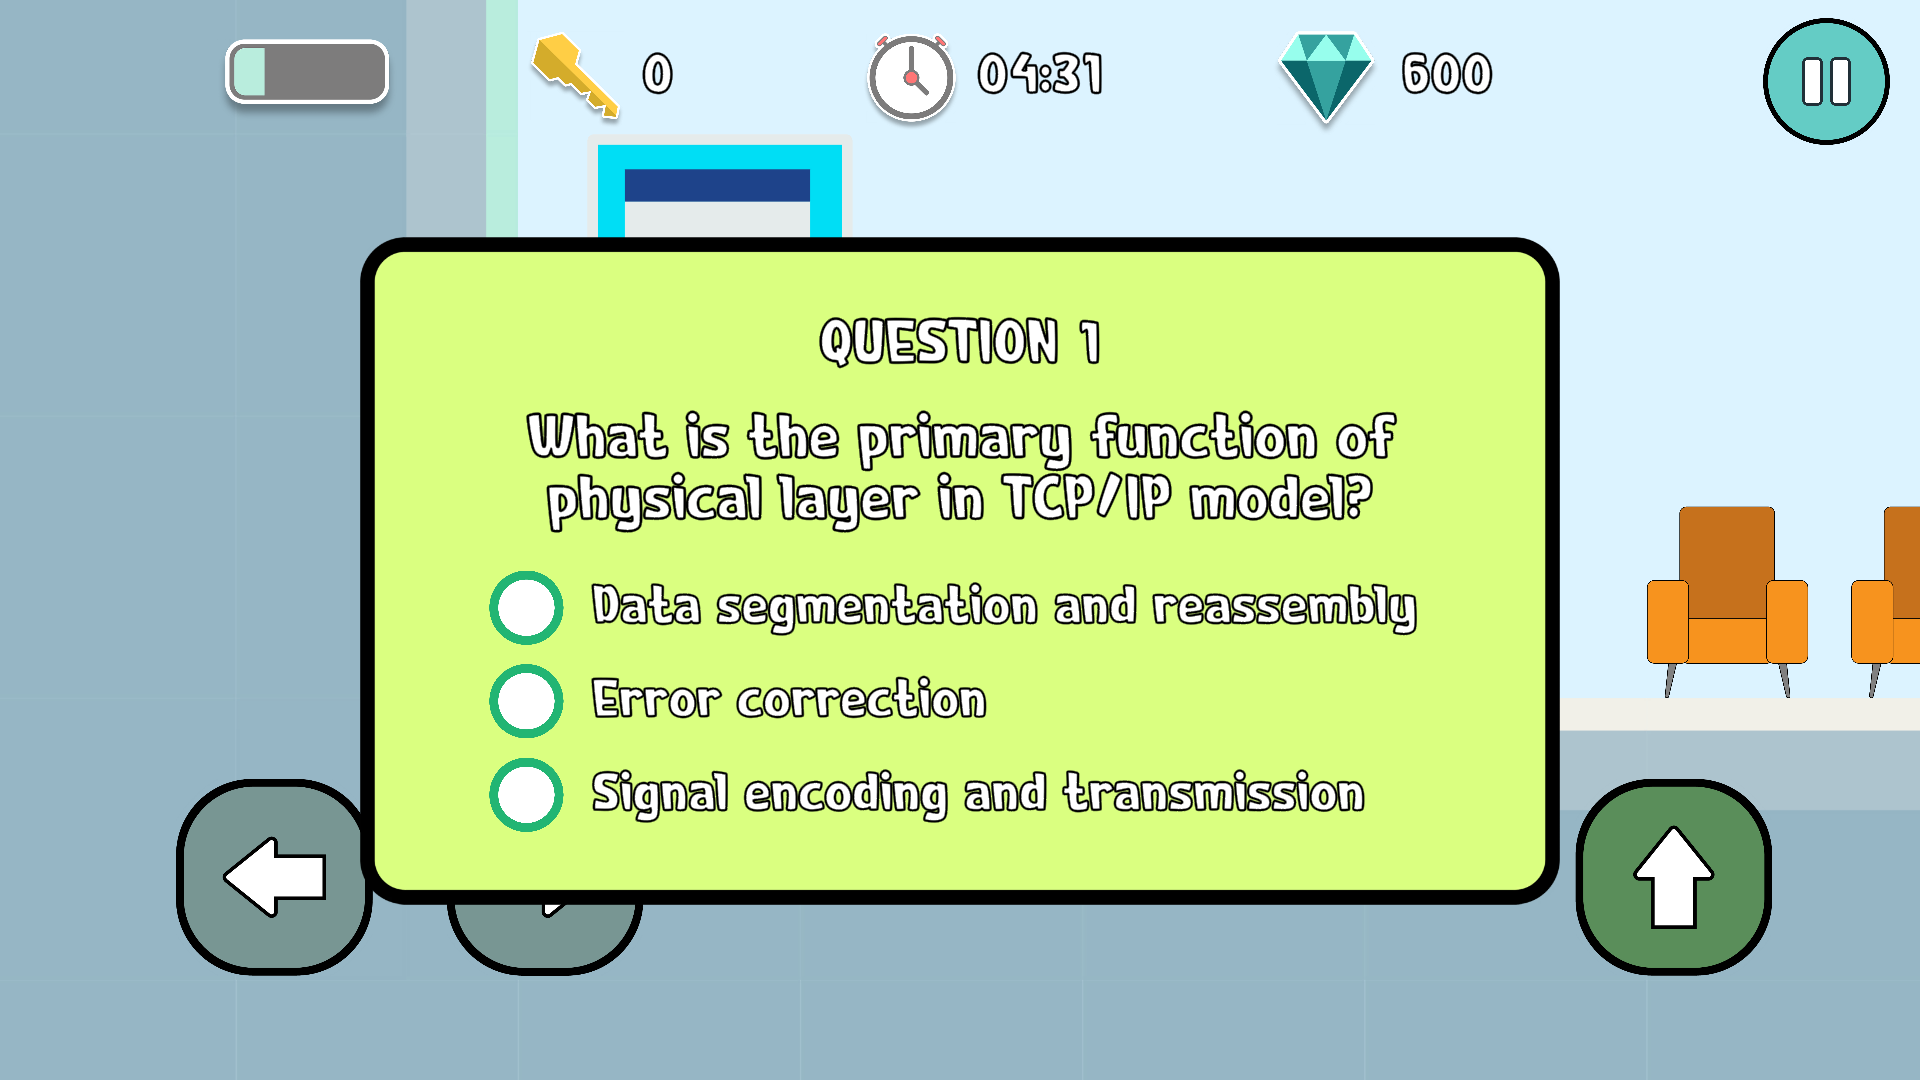 0
04:31
600
QUESTION 1
What is the primary function of
physical layer in TCP/IP model?
Data segmentation and reassembly
Error correction
Signal encoding and transmission